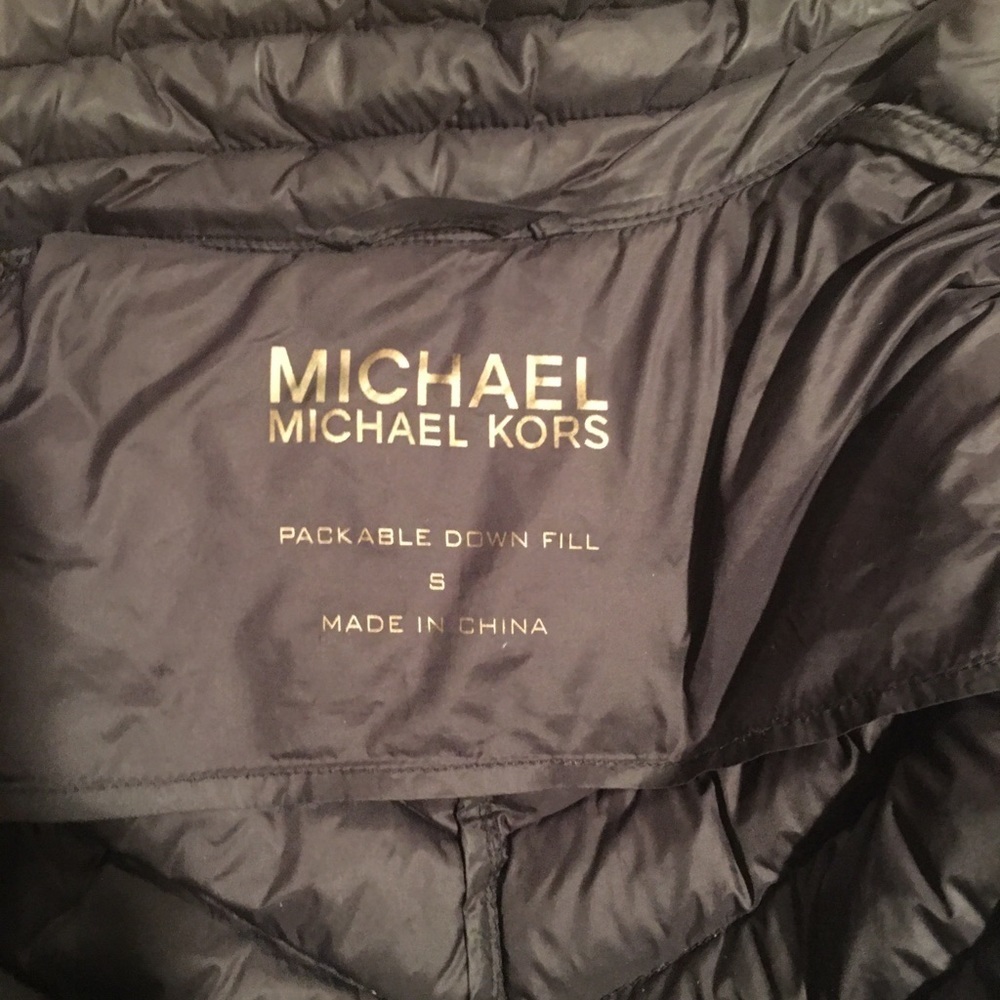 MICHAEL
MICHAEL KORS
PACKABLE DOWN FILL
S
MADE IN CHINA